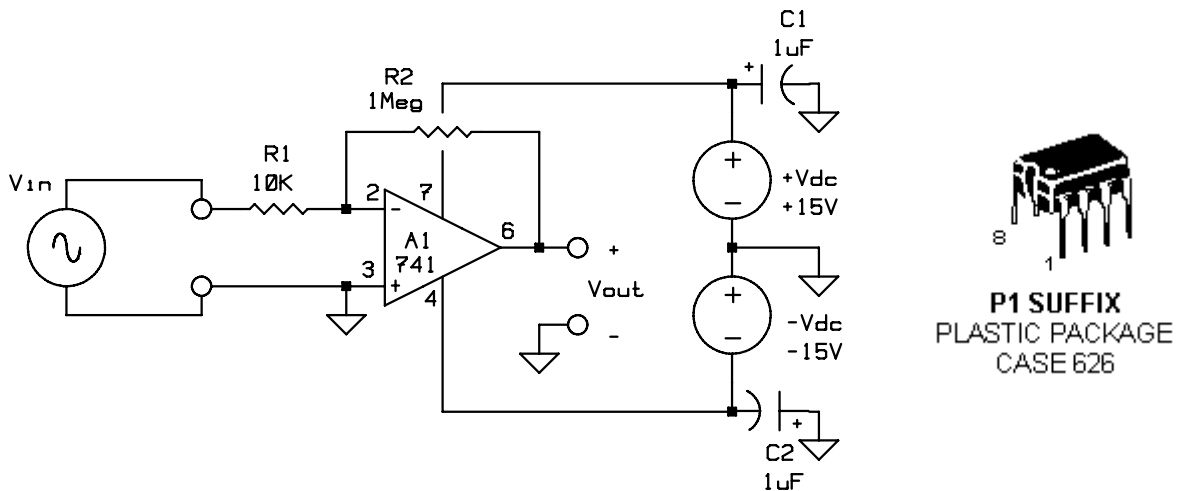 C1
1uF
+
R2
1Meg
R1
10K
Vin
2
7
-
A1
741
3
+
4
6
+
Vout
-
+
-
+Vdc
+15V
+
-
-Vdc
-15V
+
C2
1uF
8
1
P1 SUFFIX
PLASTIC PACKAGE
CASE 626